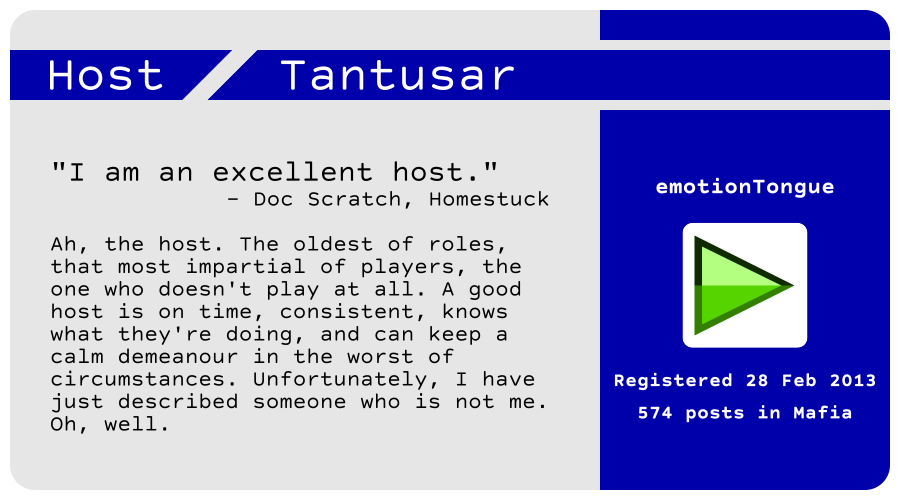 Host
Tantusar
"I am an excellent host."
– Doc Scratch, Homestuck
Ah, the host. The oldest of roles,
that most impartial of players, the
one who doesn't play at all. A good
host is on time, consistent, knows
what they're doing, and can keep a
calm demeanour in the worst of
circumstances. Unfortunately, I have
just described someone who is not me.
Oh, well.
emotionTongue
Registered 28 Feb 2013
574 posts in Mafia